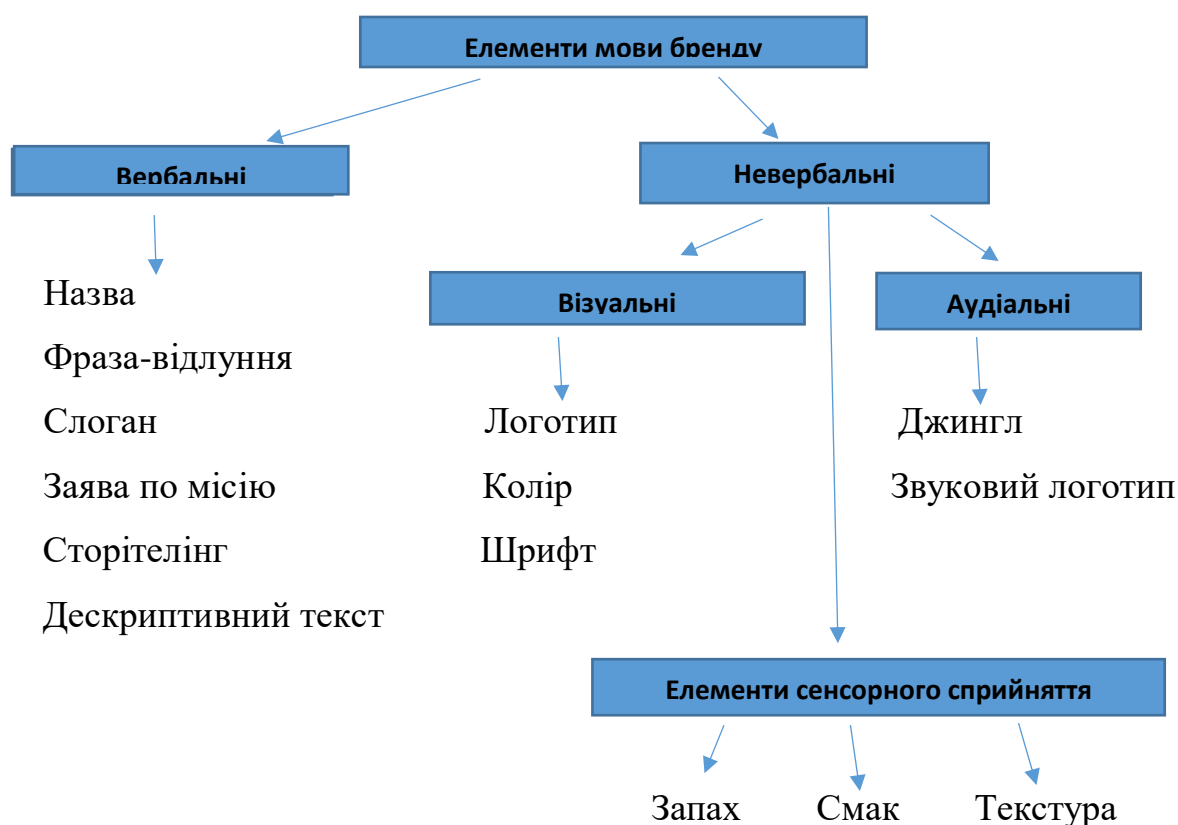 Елементи мови бренду
Вербальні
Невербальні
Назва
Фраза-відлуння
Слоган
Заява по місію
Сторітелінг
Дескриптивний текст
Візуальні
Логотип
Колір
Шрифт
Аудіальні
Джингл
Звуковий логотип
Елементи сенсорного сприйняття
Запах
Смак
Текстура